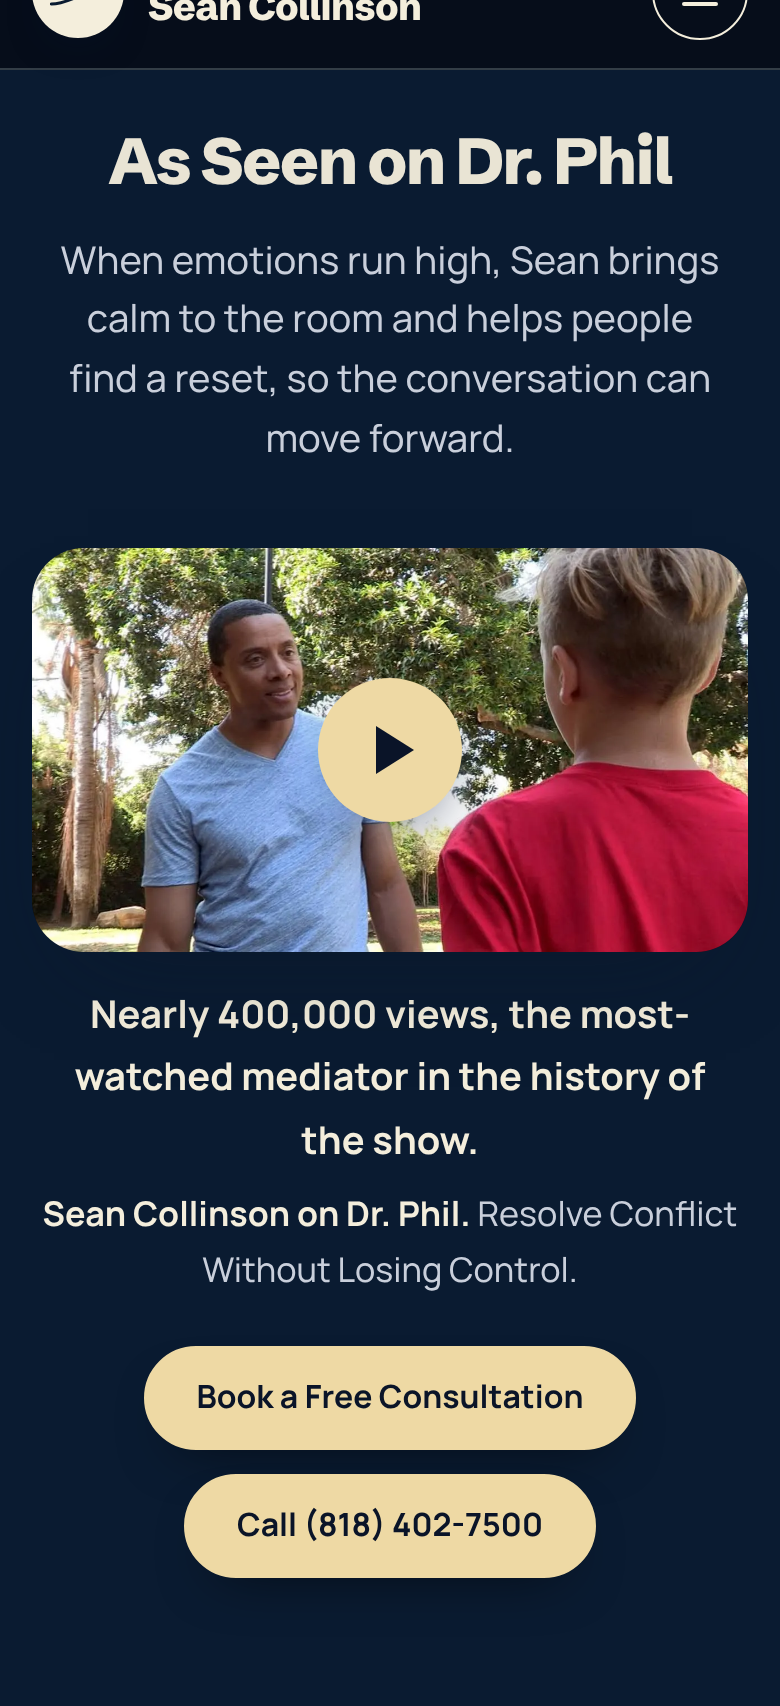 Sean Collinson
As Seen on Dr. Phil
When emotions run high, Sean brings
calm to the room and helps people
find a reset, so the conversation can
move forward.
Nearly 400,000 views, the most-
watched mediator in the history of
the show.
Sean Collinson on Dr. Phil. Resolve Conflict
Without Losing Control.
Book a Free Consultation
Call (818) 402-7500